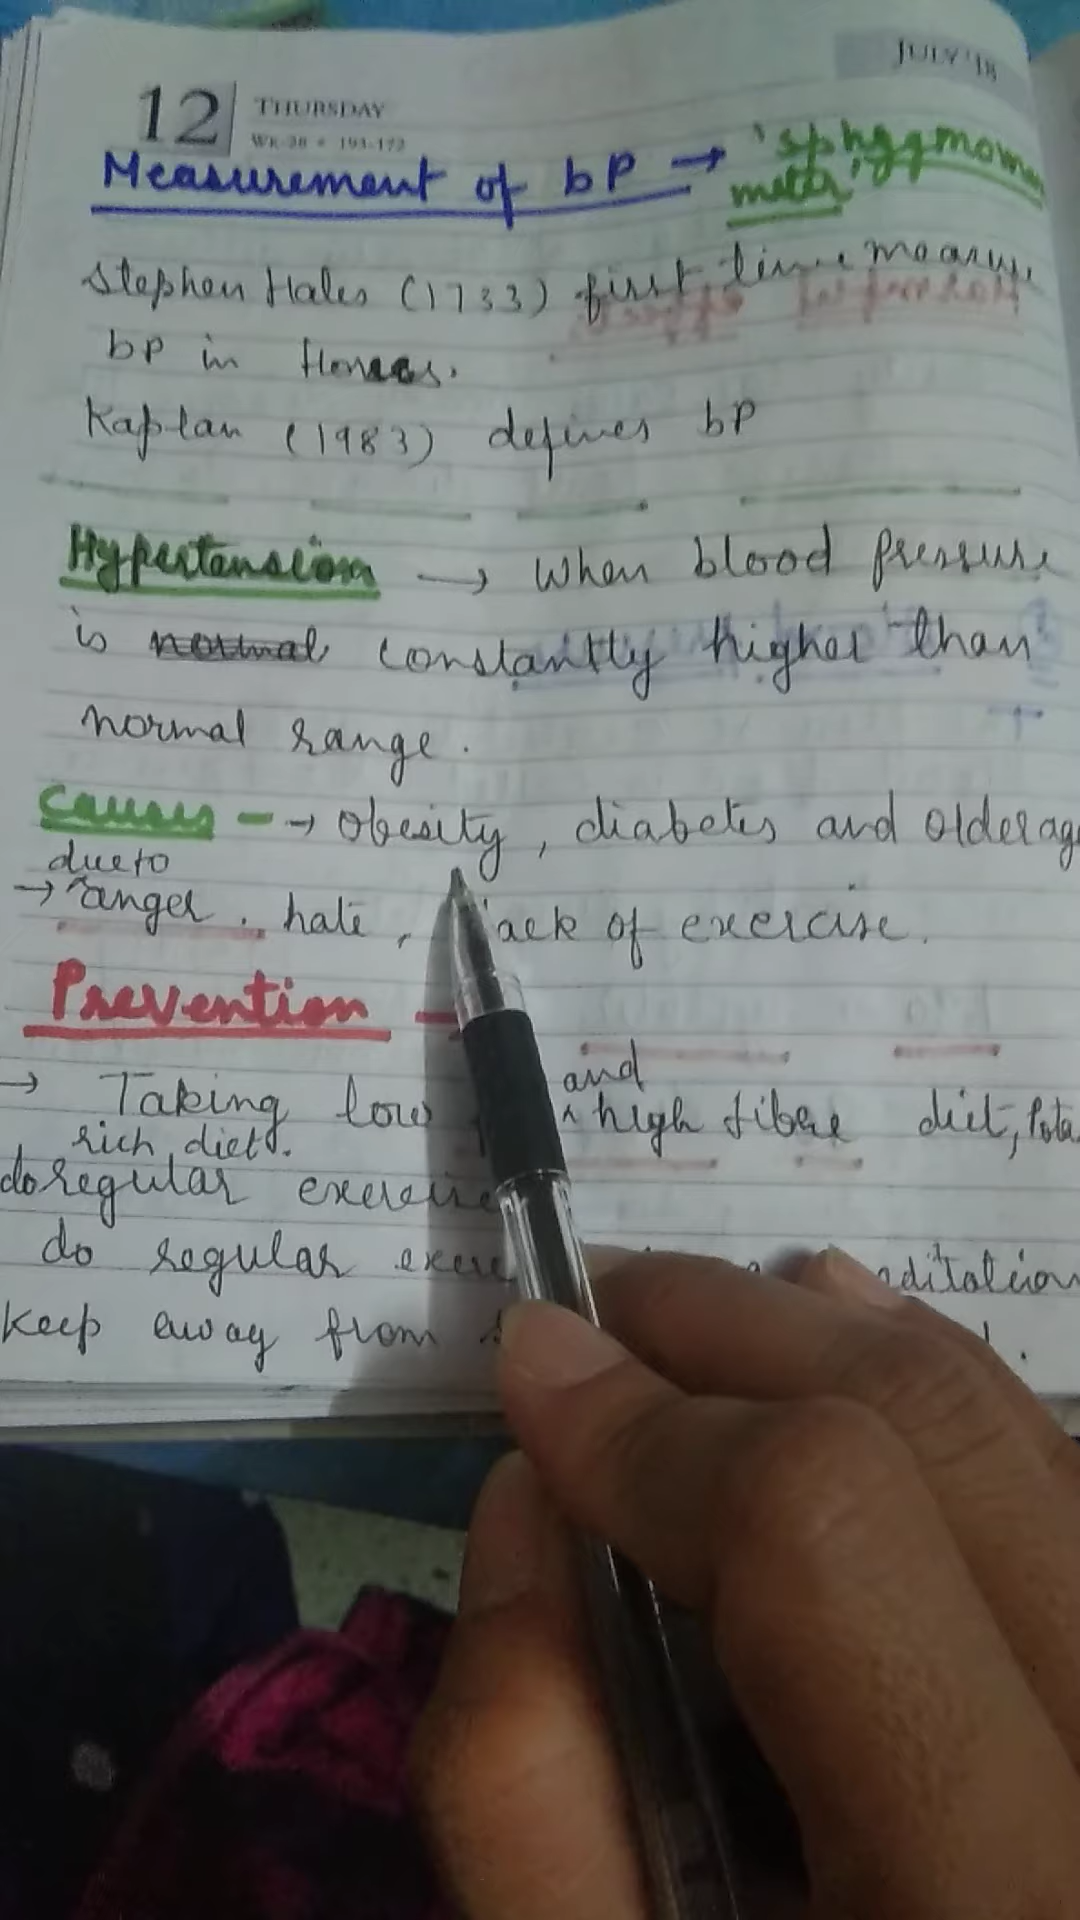 JULY '18
12 THURSDAY
WK-28 • 193-172
Measurement of bP → 'sphygmomano
meter'
Stephen Hales (1733) first time measure
bP in Horses.
Kaplan (1983) defines bP
Hypertension → When blood pressure
is normal constantly higher than
normal range.
Causes - → Obesity, diabetes and older age
due to
→ anger, hate, lack of exercise.
Prevention
and
→ Taking low high fibre diet, Pota
rich diet.
do regular exercise
do regular exerc editation
Keep away from